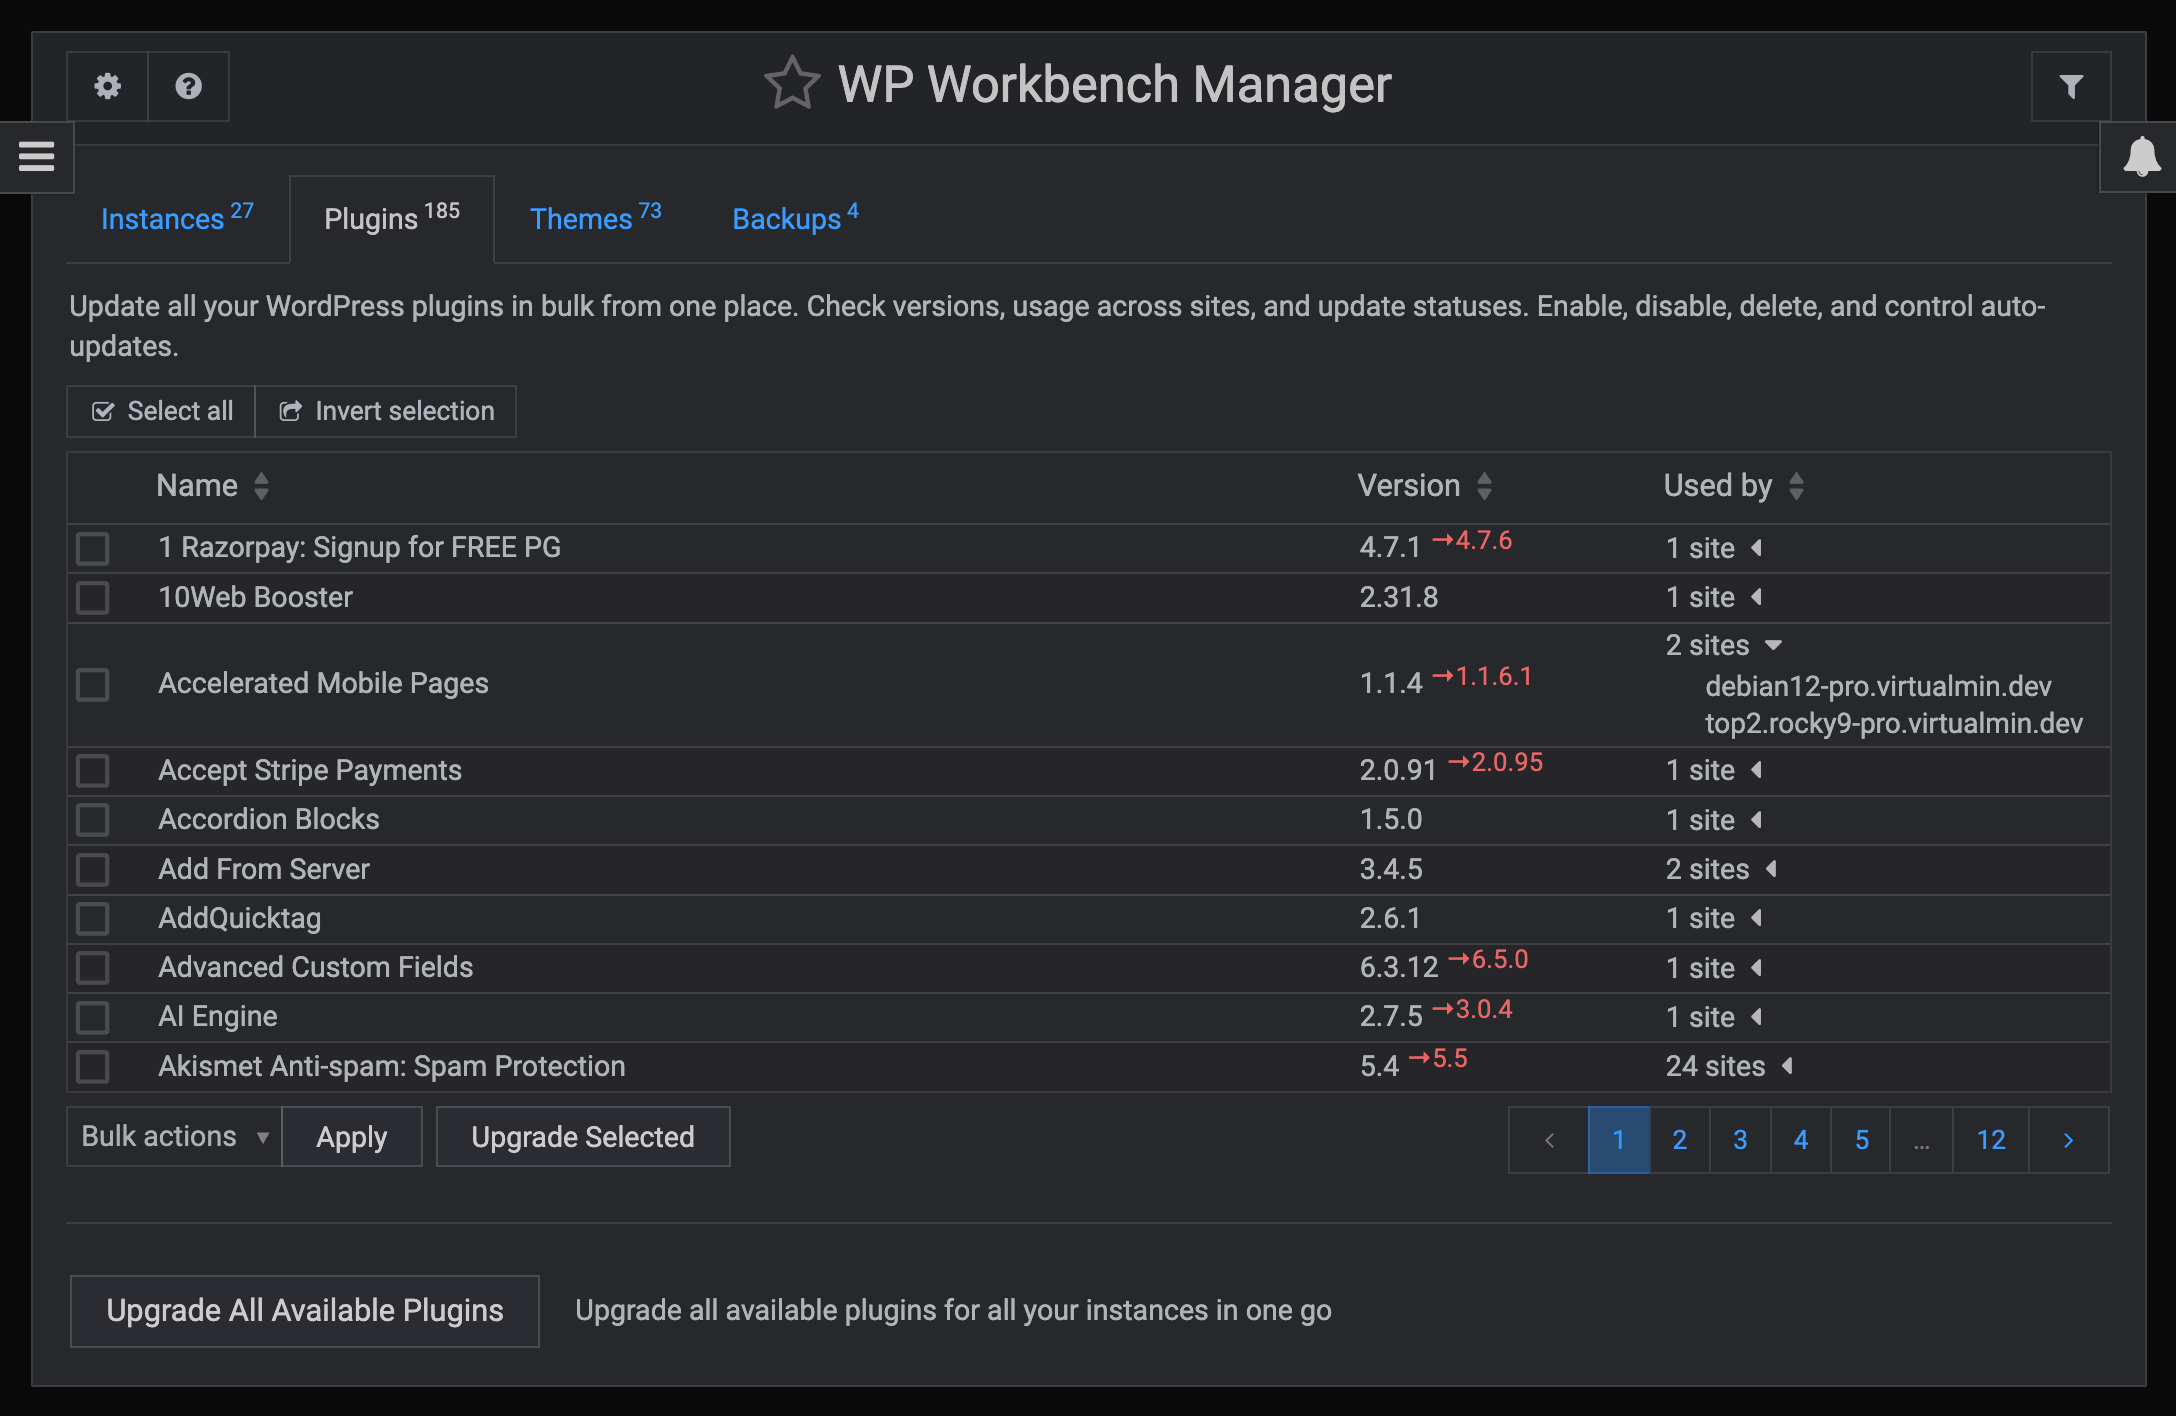 WP Workbench Manager
Instances 27 Plugins 185 Themes 73 Backups 4
Update all your WordPress plugins in bulk from one place. Check versions, usage across sites, and update statuses. Enable, disable, delete, and control auto-
updates.
Select all Invert selection
Name Version Used by
1 Razorpay: Signup for FREE PG 4.7.1 →4.7.6 1 site
10Web Booster 2.31.8 1 site
Accelerated Mobile Pages 1.1.4 →1.1.6.1 2 sites
debian12-pro.virtualmin.dev
top2.rocky9-pro.virtualmin.dev
Accept Stripe Payments 2.0.91 →2.0.95 1 site
Accordion Blocks 1.5.0 1 site
Add From Server 3.4.5 2 sites
AddQuicktag 2.6.1 1 site
Advanced Custom Fields 6.3.12 →6.5.0 1 site
AI Engine 2.7.5 →3.0.4 1 site
Akismet Anti-spam: Spam Protection 5.4 →5.5 24 sites
Bulk actions Apply Upgrade Selected ‹ 1 2 3 4 5 ... 12 ›
Upgrade All Available Plugins Upgrade all available plugins for all your instances in one go